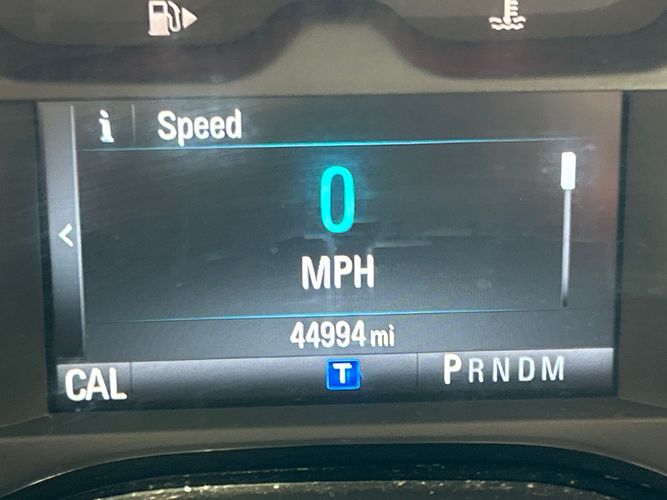 i Speed
0
MPH
44994 mi
CAL T PRNDM